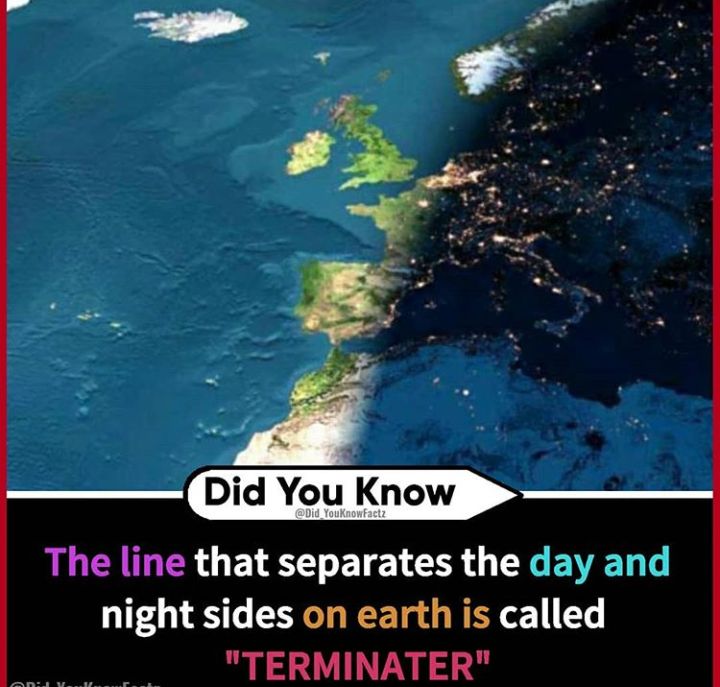 Did You Know
@Did_YouKnowFactz
The line that separates the day and
night sides on earth is called
"TERMINATER"